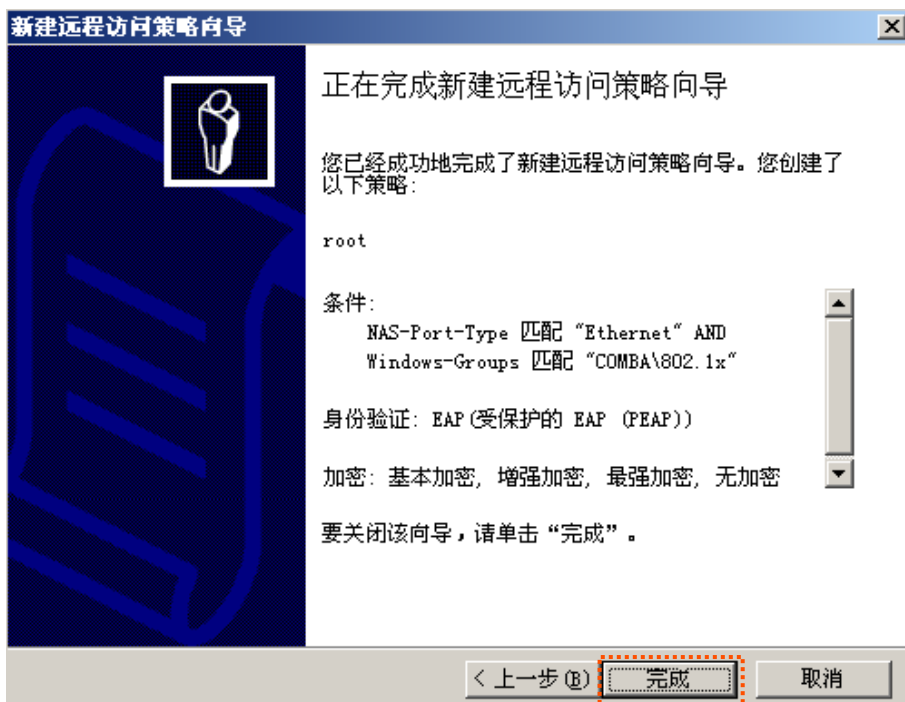 新建远程访问策略向导
正在完成新建远程访问策略向导
您已经成功地完成了新建远程访问策略向导。您创建了
以下策略:
root
条件:
NAS-Port-Type 匹配 "Ethernet" AND
Windows-Groups 匹配 "COMBA\802.1x"
身份验证: EAP(受保护的 EAP (PEAP))
加密: 基本加密, 增强加密, 最强加密, 无加密
要关闭该向导，请单击“完成”。
< 上一步(B) 完成 取消